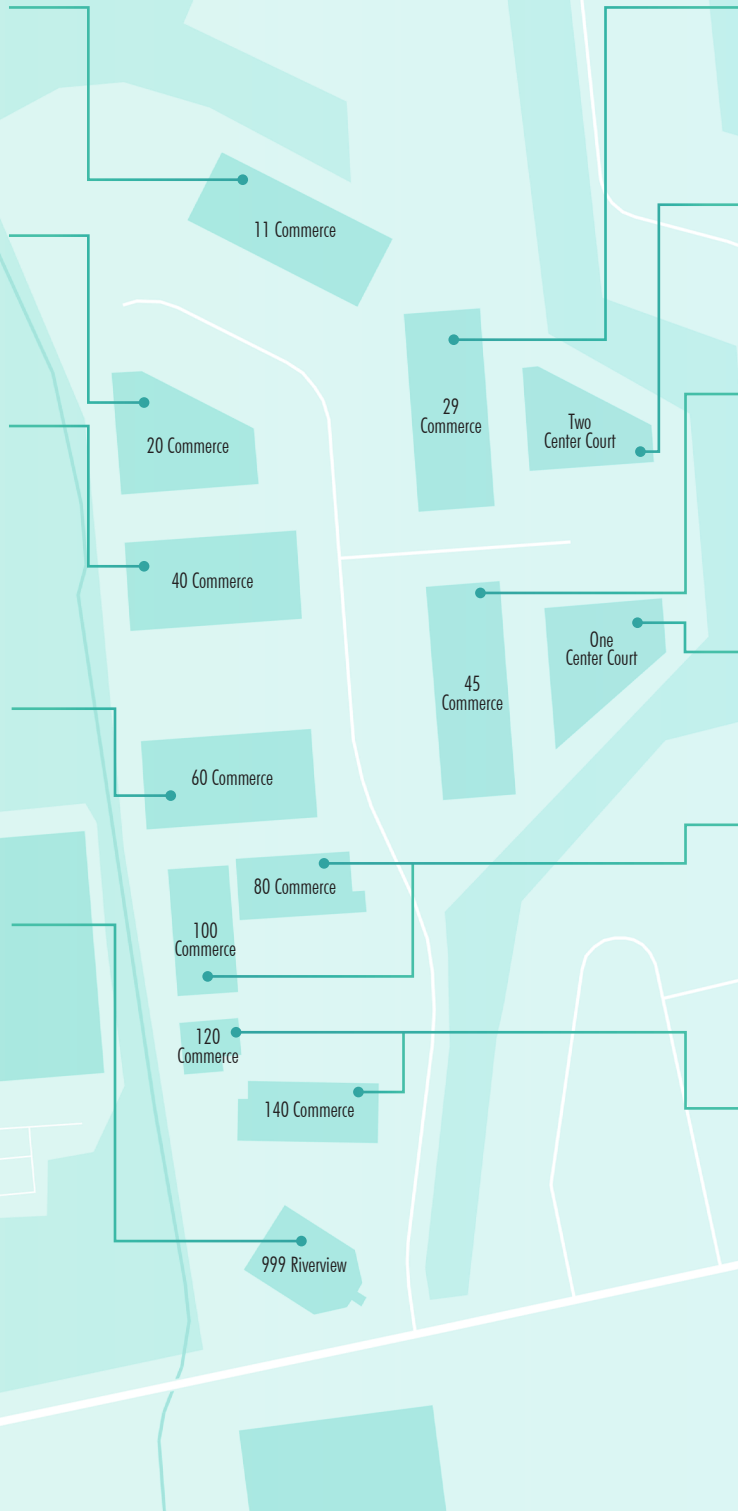 11 Commerce
29
Commerce
Two
Center Court
20 Commerce
40 Commerce
One
Center Court
45
Commerce
60 Commerce
80 Commerce
100
Commerce
120
Commerce
140 Commerce
999 Riverview